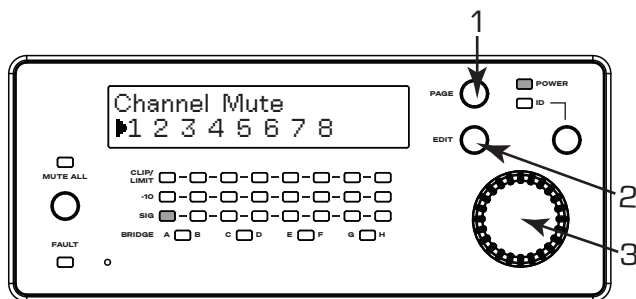 1
POWER
PAGE
ID
Channel Mute
1 2 3 4 5 6 7 8
EDIT
MUTE ALL
CLIP/
LIMIT
-10
2
SIG
BRIDGE A B C D E F G H
3
FAULT